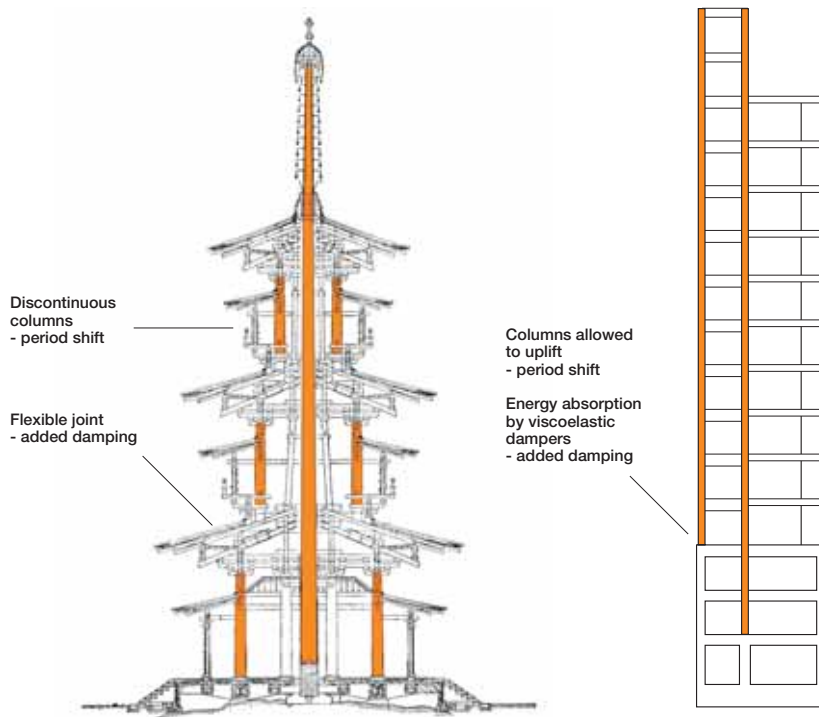 Discontinuous
columns
- period shift
Flexible joint
- added damping
Columns allowed
to uplift
- period shift
Energy absorption
by viscoelastic
dampers
- added damping